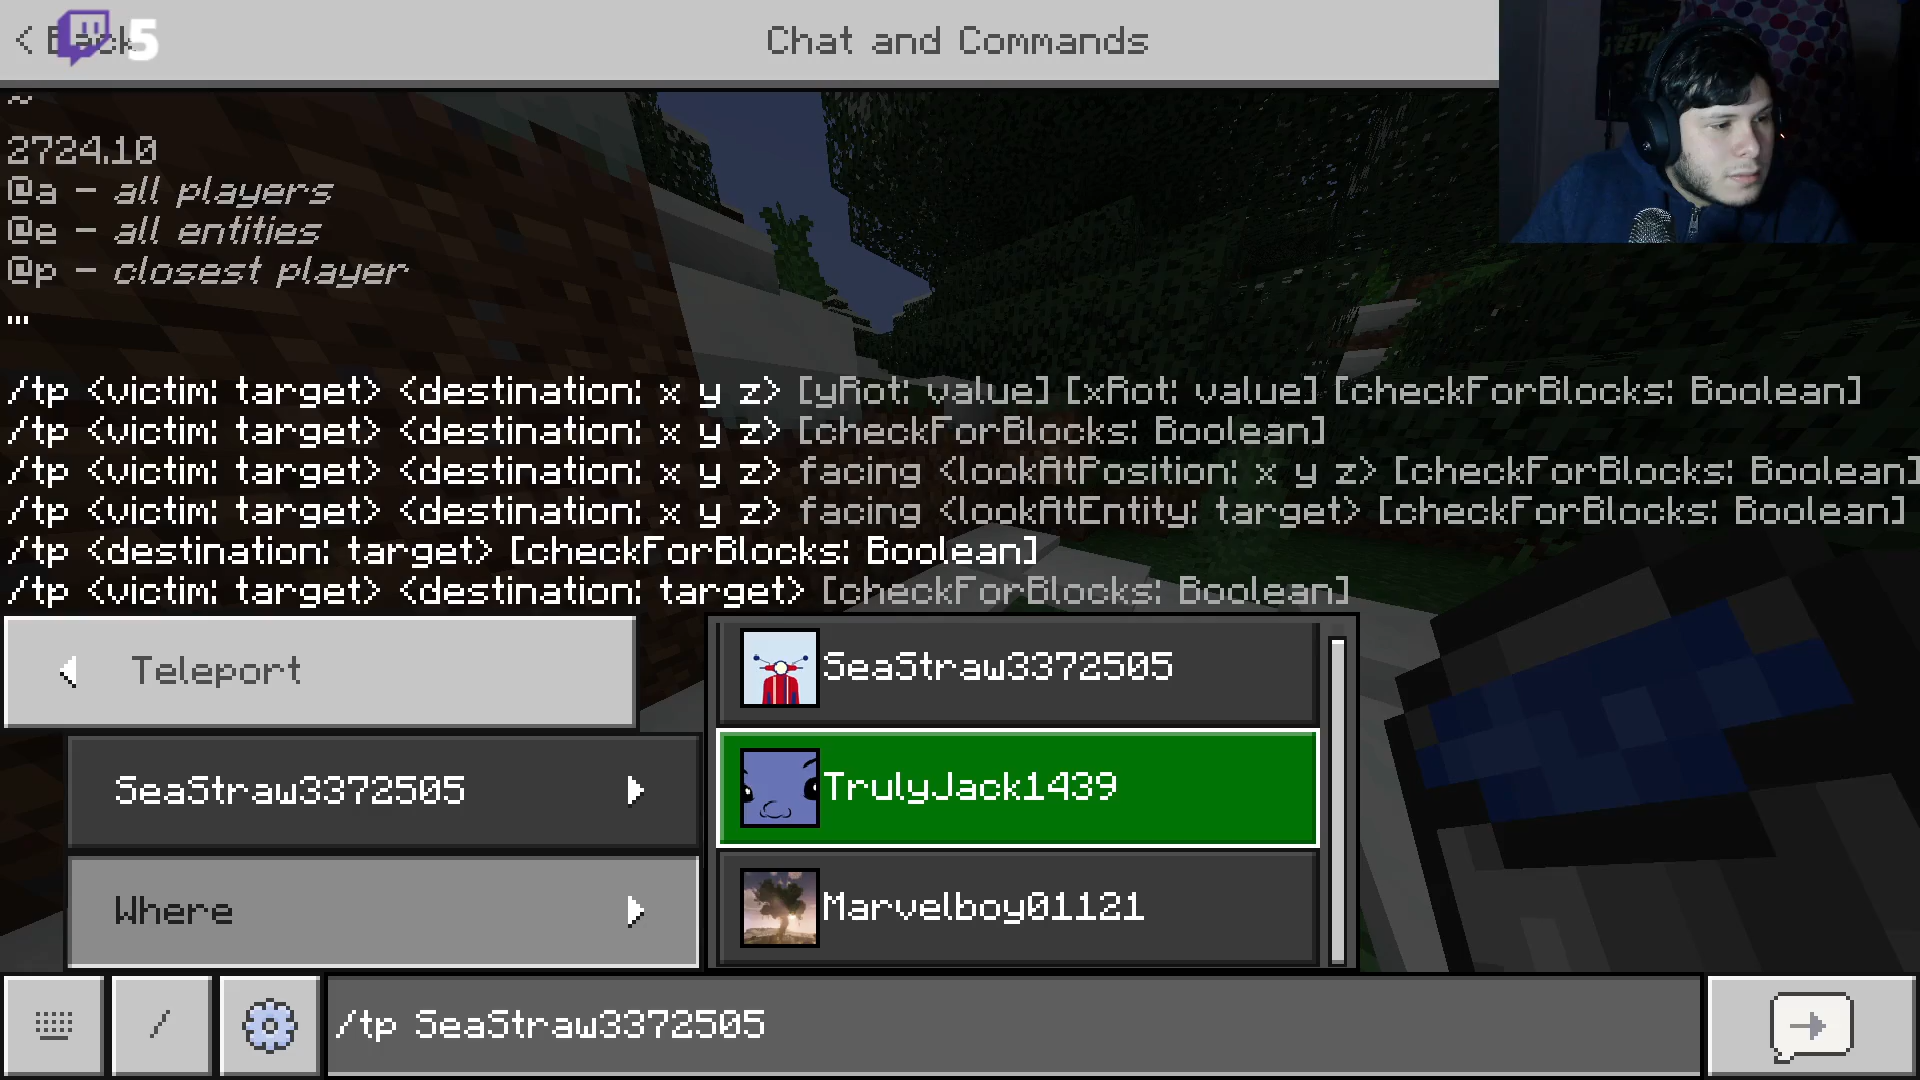 < Back
5
Chat and Commands
~
2724.10
@a - all players
@e - all entities
@p - closest player
...
/tp <victim: target> <destination: x y z> [yRot: value] [xRot: value] [checkForBlocks: Boolean]
/tp <victim: target> <destination: x y z> [checkForBlocks: Boolean]
/tp <victim: target> <destination: x y z> facing <lookAtPosition: x y z> [checkForBlocks: Boolean]
/tp <victim: target> <destination: x y z> facing <lookAtEntity: target> [checkForBlocks: Boolean]
/tp <destination: target> [checkForBlocks: Boolean]
/tp <victim: target> <destination: target> [checkForBlocks: Boolean]
Teleport
SeaStraw3372505
Where
SeaStraw3372505
TrulyJack1439
Marvelboy01121
/
/tp SeaStraw3372505